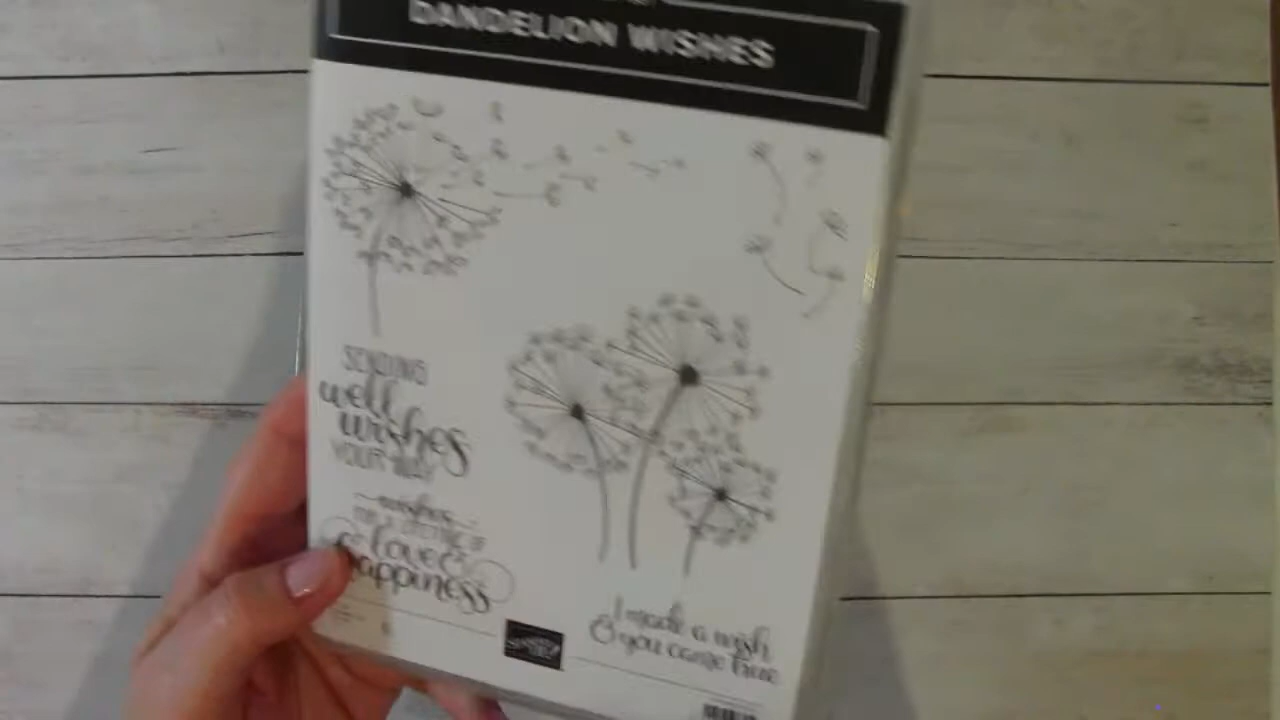 DANDELION WISHES
SENDING
well
wishes
YOUR WAY
wishes
love &
happiness
I made a wish
& you came true